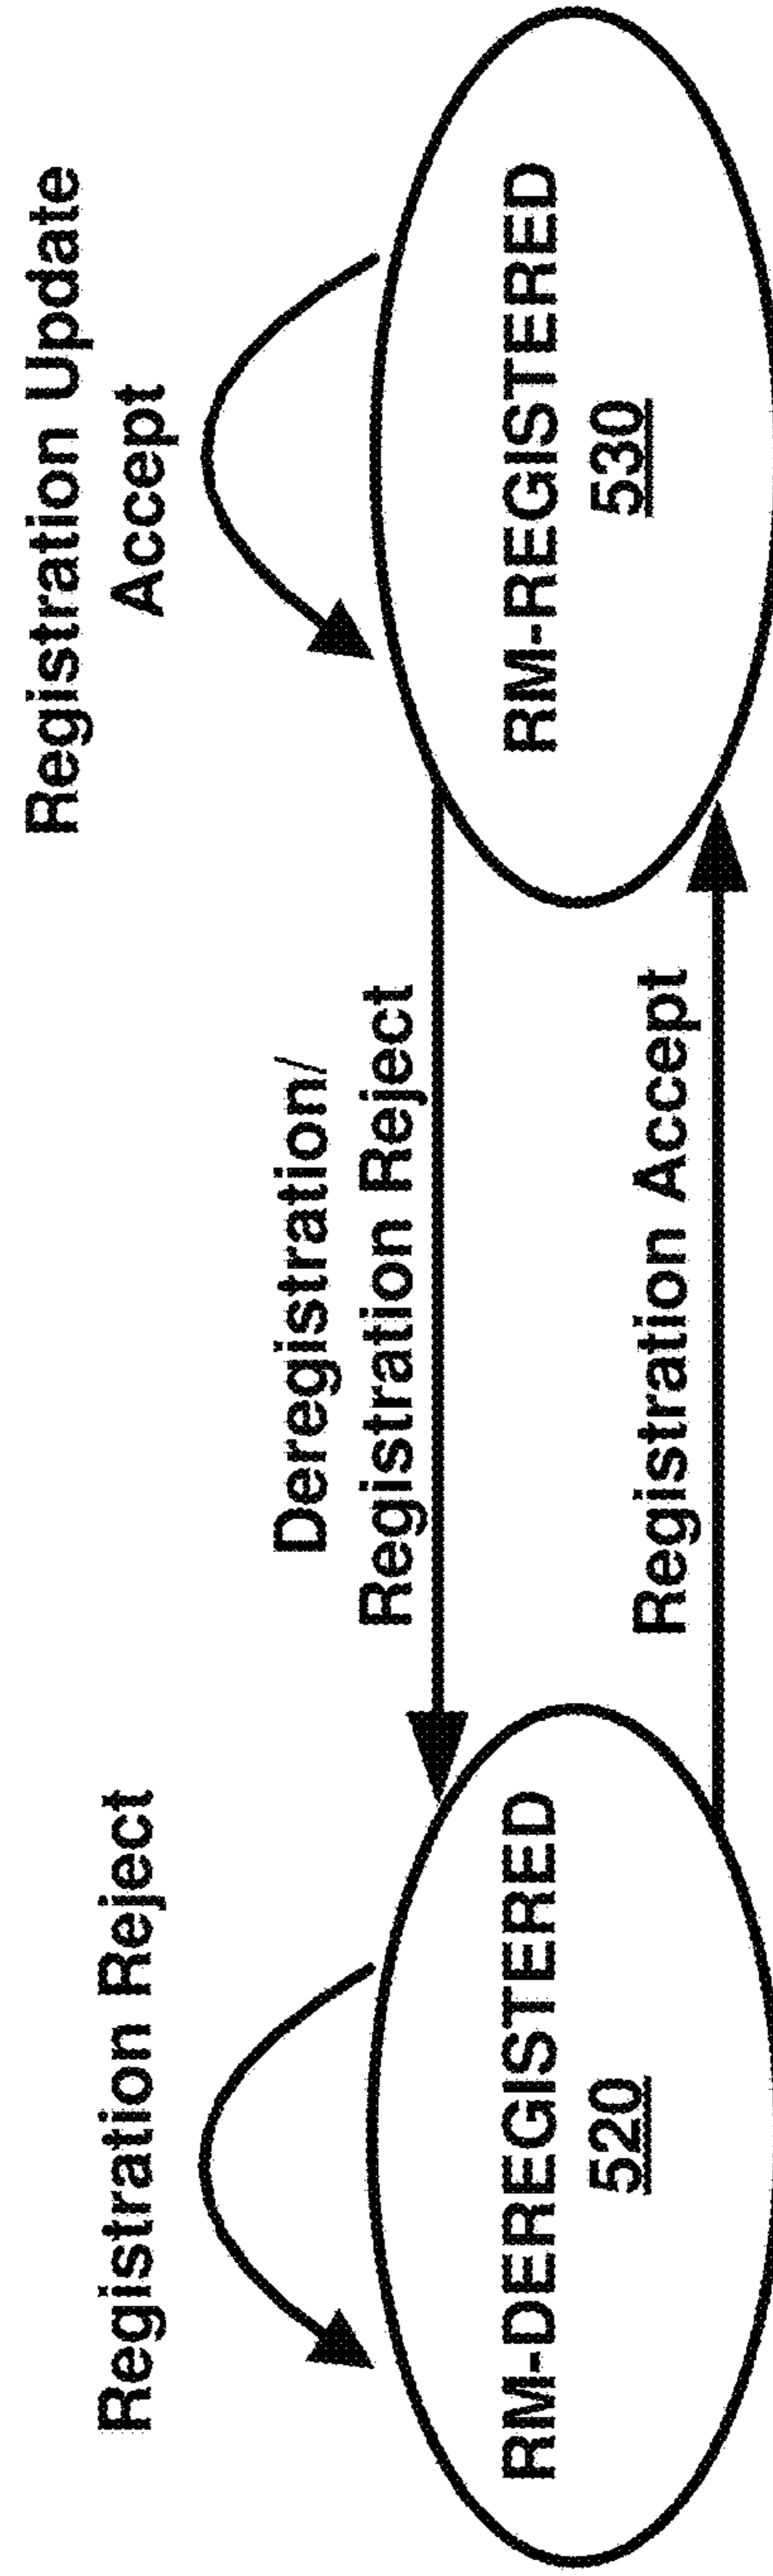 Registration Reject
RM-DEREGISTERED
520
Deregistration/
Registration Reject
Registration Accept
Registration Update
Accept
RM-REGISTERED
530